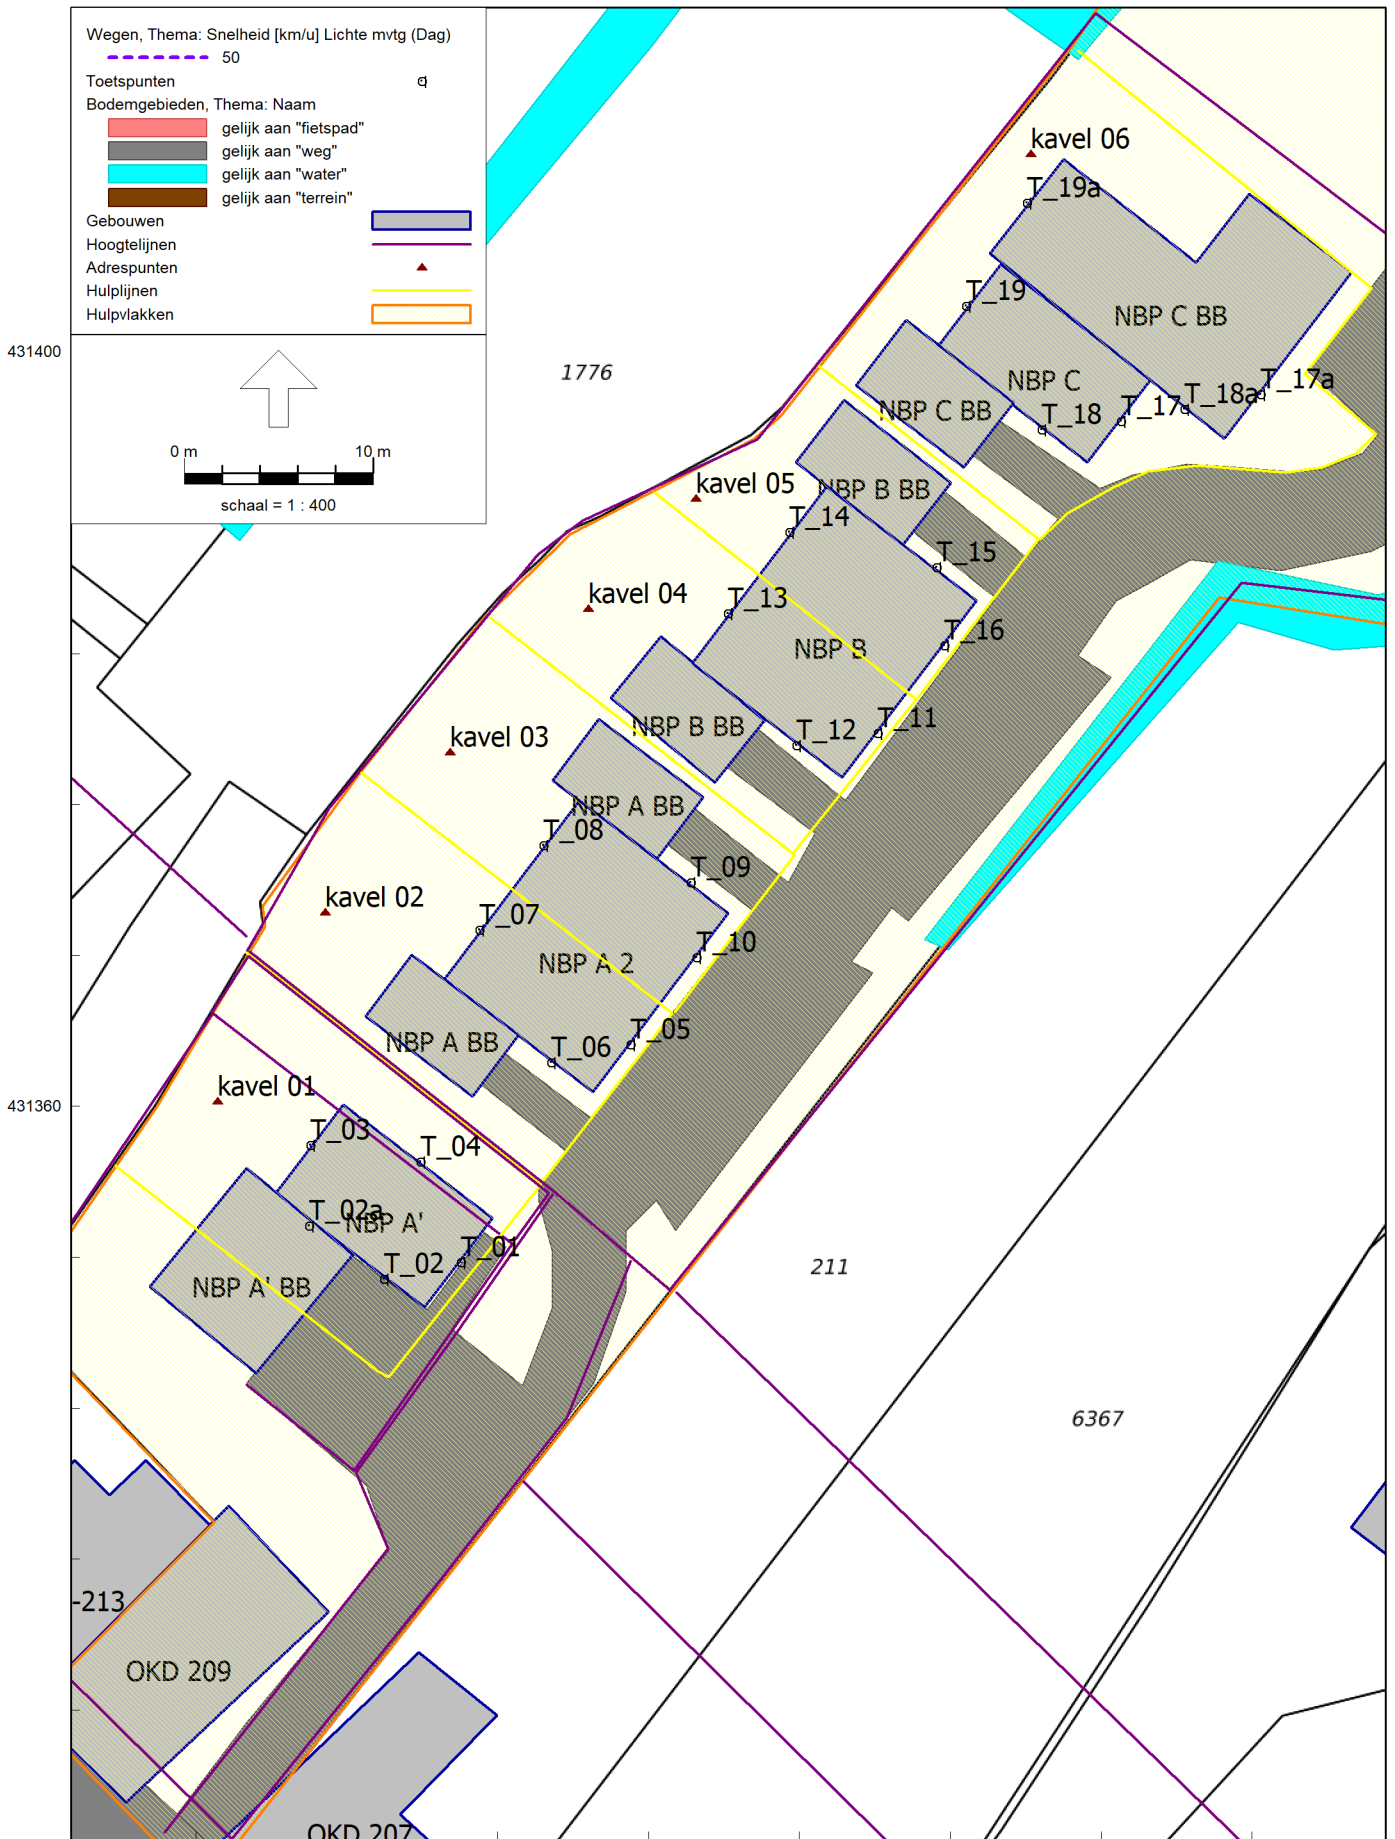 Wegen, Thema: Snelheid [km/u] Lichte mvtg (Dag)
50
Toetspunten
Bodemgebieden, Thema: Naam
gelijk aan "fietspad"
gelijk aan "weg"
gelijk aan "water"
gelijk aan "terrein"
Gebouwen
Hoogtelijnen
Adrespunten
Hulplijnen
Hulpvlakken
0 m 10 m
schaal = 1 : 400
kavel 06
T_19a
T_19
NBP C BB
431400
1776
NBP C
T_17a
T_18a
NBP C BB
T_17
T_18
kavel 05
NBP B BB
T_14
T_15
kavel 04
T_13
T_16
NBP B
NBP B BB
T_11
T_12
kavel 03
NBP A BB
T_08
T_09
kavel 02
T_07
T_10
NBP A 2
NBP A BB
T_05
T_06
kavel 01
431360
T_03
T_04
T_02a
NBP A'
T_01
T_02
NBP A' BB
211
6367
-213
OKD 209
OKD 207